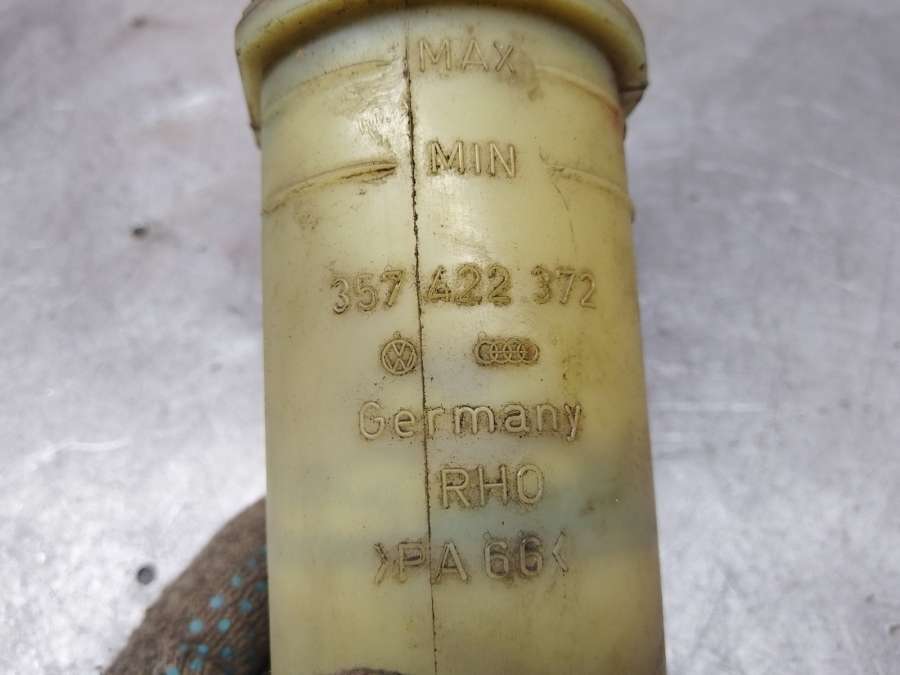 MAX
MIN
357 422 372
Germany
RHO
>PA 66<